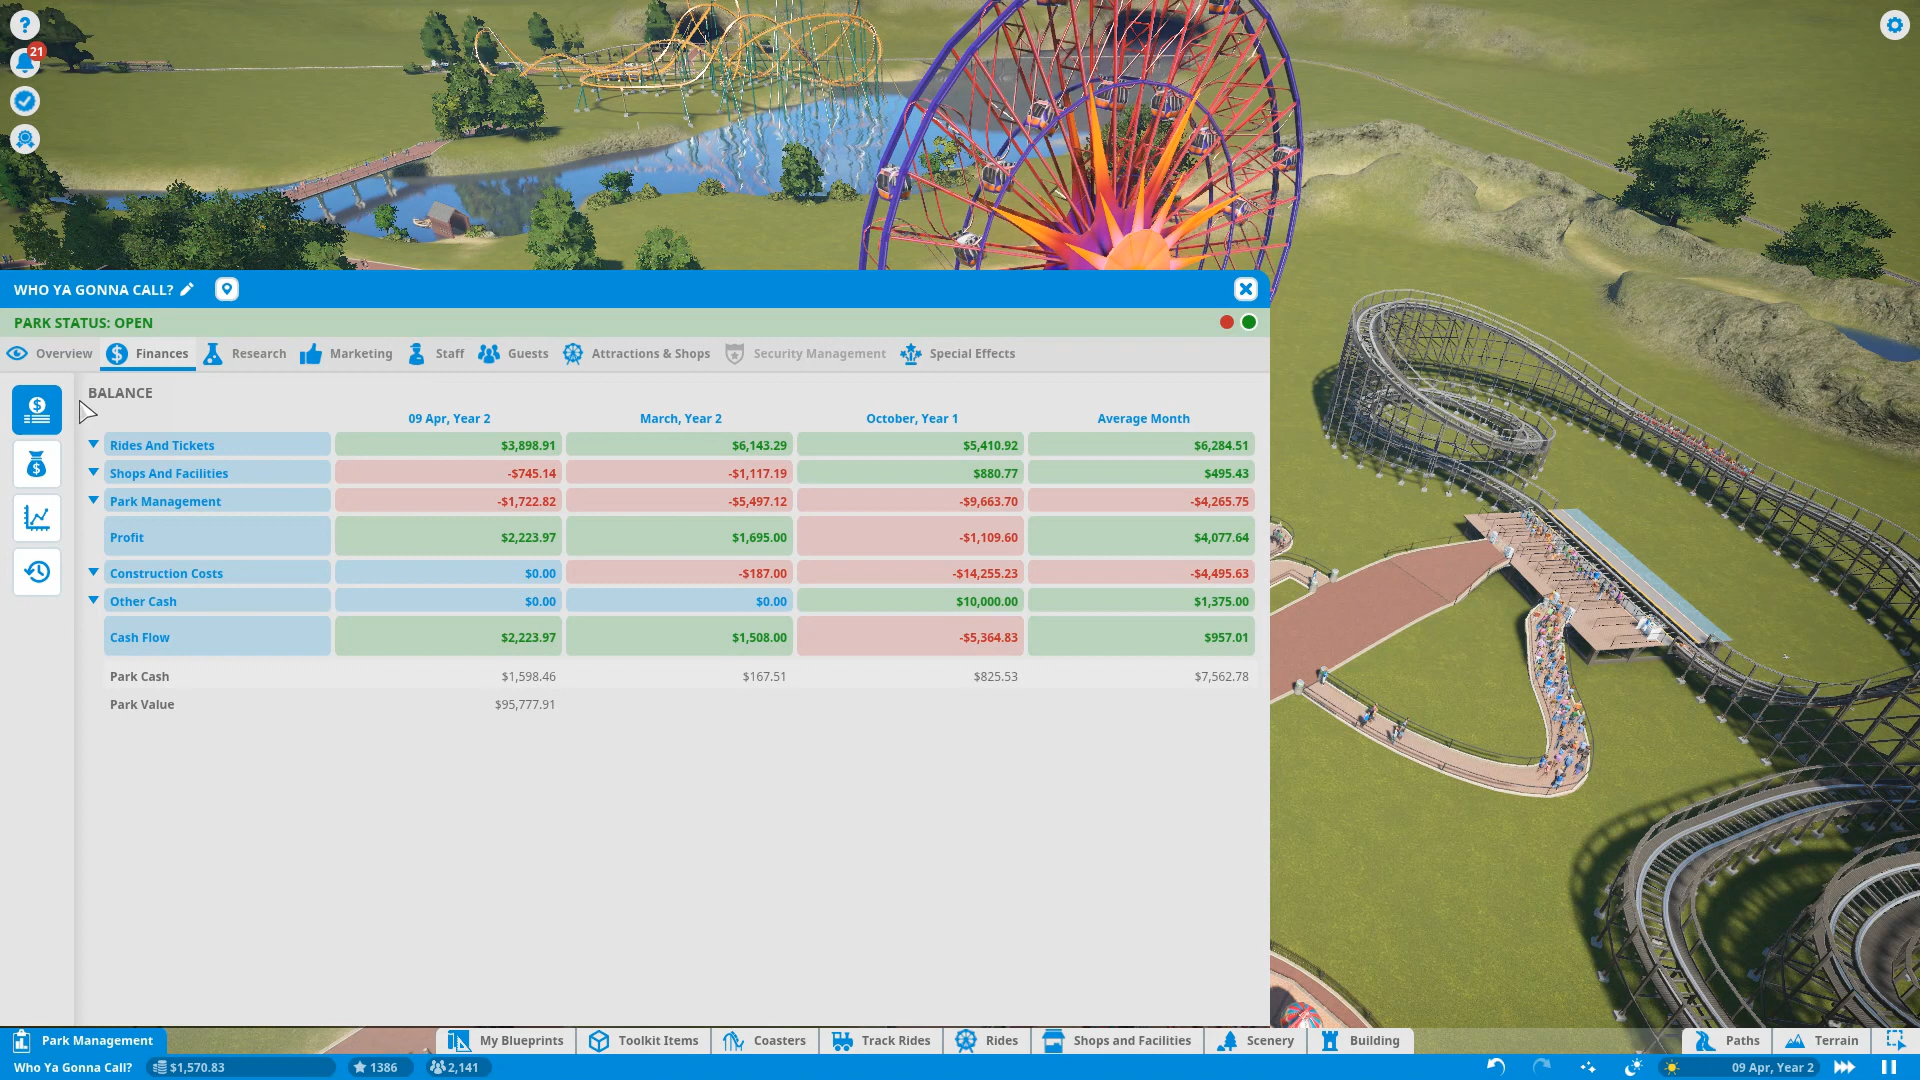 21
WHO YA GONNA CALL?
PARK STATUS: OPEN
Overview Finances Research Marketing Staff Guests Attractions & Shops Security Management Special Effects
BALANCE
09 Apr, Year 2 March, Year 2 October, Year 1 Average Month
Rides And Tickets $3,898.91 $6,143.29 $5,410.92 $6,284.51
Shops And Facilities -$745.14 -$1,117.19 $880.77 $495.43
Park Management -$1,722.82 -$5,497.12 -$9,663.70 -$4,265.75
Profit $2,223.97 $1,695.00 -$1,109.60 $4,077.64
Construction Costs $0.00 -$187.00 -$14,255.23 -$4,495.63
Other Cash $0.00 $0.00 $10,000.00 $1,375.00
Cash Flow $2,223.97 $1,508.00 -$5,364.83 $957.01
Park Cash $1,598.46 $167.51 $825.53 $7,562.78
Park Value $95,777.91
Park Management My Blueprints Toolkit Items Coasters Track Rides Rides Shops and Facilities Scenery Building Paths Terrain
Who Ya Gonna Call? $1,570.83 1386 2,141 09 Apr, Year 2